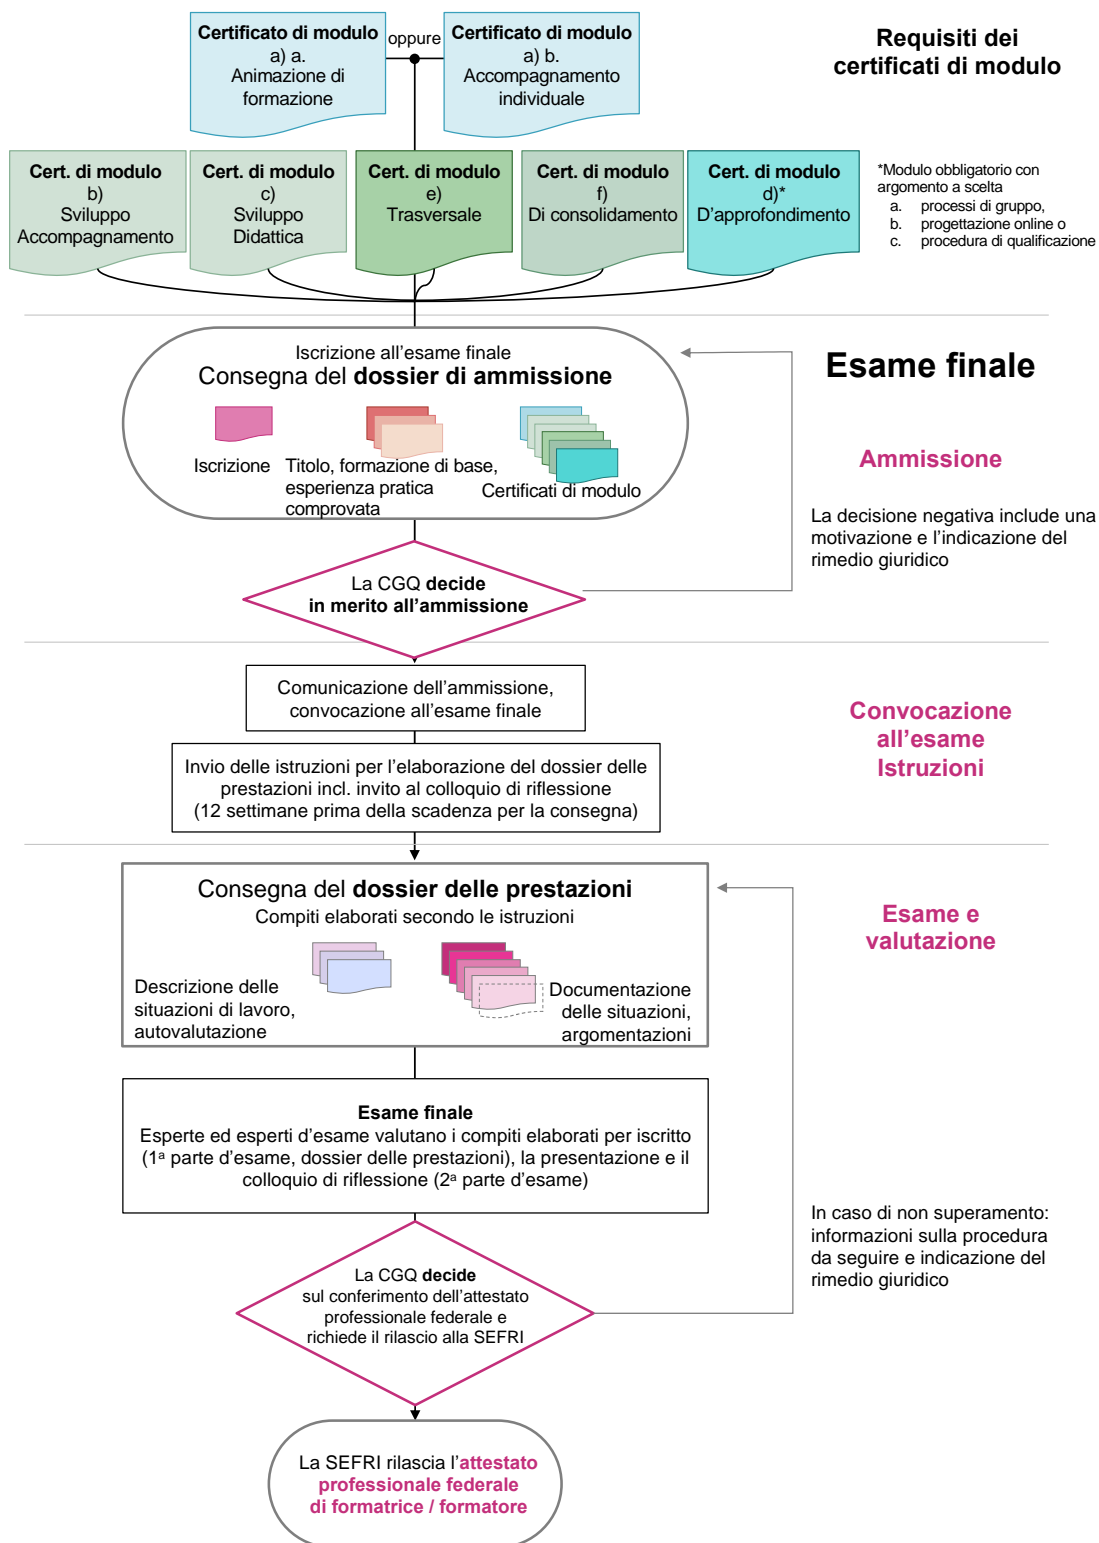 Certificato di modulo
a) a.
Animazione di
formazione
oppure
Certificato di modulo
a) b.
Accompagnamento
individuale
Requisiti dei
certificati di modulo
Cert. di modulo
b)
Sviluppo
Accompagnamento
Cert. di modulo
c)
Sviluppo
Didattica
Cert. di modulo
e)
Trasversale
Cert. di modulo
f)
Di consolidamento
Cert. di modulo
d)*
D’approfondimento
*Modulo obbligatorio con
argomento a scelta
a. processi di gruppo,
b. progettazione online o
c. procedura di qualificazione
Iscrizione all’esame finale
Consegna del dossier di ammissione
Iscrizione
Titolo, formazione di base,
esperienza pratica
comprovata
Certificati di modulo
Esame finale
Ammissione
La decisione negativa include una
motivazione e l’indicazione del
rimedio giuridico
La CGQ decide
in merito all’ammissione
Comunicazione dell’ammissione,
convocazione all’esame finale
Convocazione
all’esame
Istruzioni
Invio delle istruzioni per l’elaborazione del dossier delle
prestazioni incl. invito al colloquio di riflessione
(12 settimane prima della scadenza per la consegna)
Consegna del dossier delle prestazioni
Compiti elaborati secondo le istruzioni
Descrizione delle
situazioni di lavoro,
autovalutazione
Documentazione
delle situazioni,
argomentazioni
Esame e
valutazione
Esame finale
Esperte ed esperti d’esame valutano i compiti elaborati per iscritto
(1ª parte d’esame, dossier delle prestazioni), la presentazione e il
colloquio di riflessione (2ª parte d’esame)
In caso di non superamento:
informazioni sulla procedura
da seguire e indicazione del
rimedio giuridico
La CGQ decide
sul conferimento dell’attestato
professionale federale e
richiede il rilascio alla SEFRI
La SEFRI rilascia l’attestato
professionale federale
di formatrice / formatore